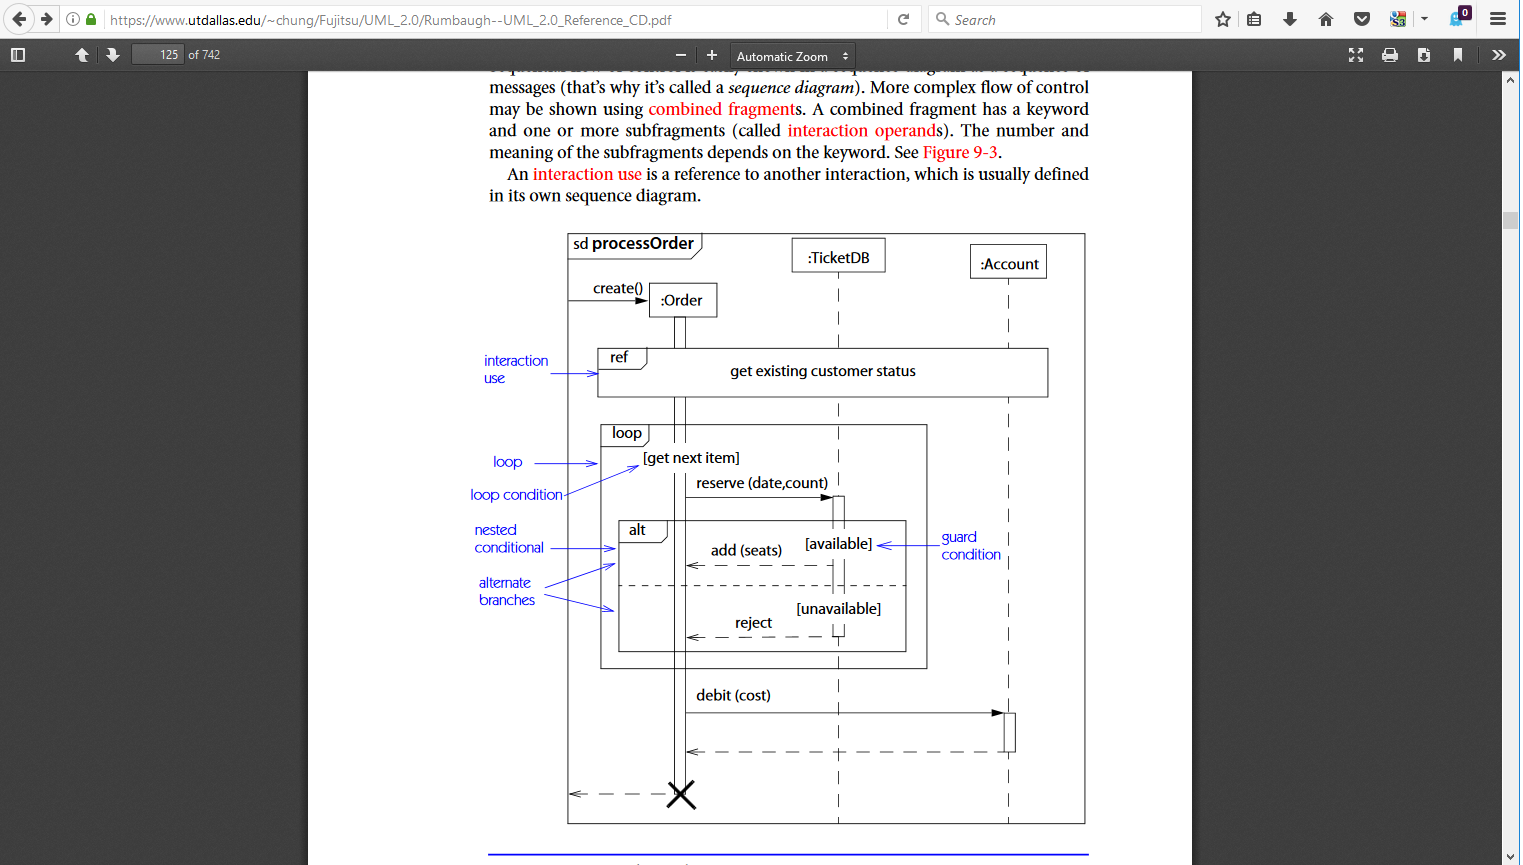 https://www.utdallas.edu/~chung/Fujitsu/UML_2.0/Rumbaugh--UML_2.0_Reference_CD.pdf
Search
0
125 of 742
Automatic Zoom
messages (that's why it's called a sequence diagram). More complex flow of control
may be shown using combined fragments. A combined fragment has a keyword
and one or more subfragments (called interaction operands). The number and
meaning of the subfragments depends on the keyword. See Figure 9-3.
An interaction use is a reference to another interaction, which is usually defined
in its own sequence diagram.
sd processOrder
:TicketDB
:Account
create()
:Order
interaction
use
ref
get existing customer status
loop
loop
[get next item]
loop condition
reserve (date,count)
nested
conditional
alt
add (seats)
[available]
guard
condition
alternate
branches
[unavailable]
reject
debit (cost)